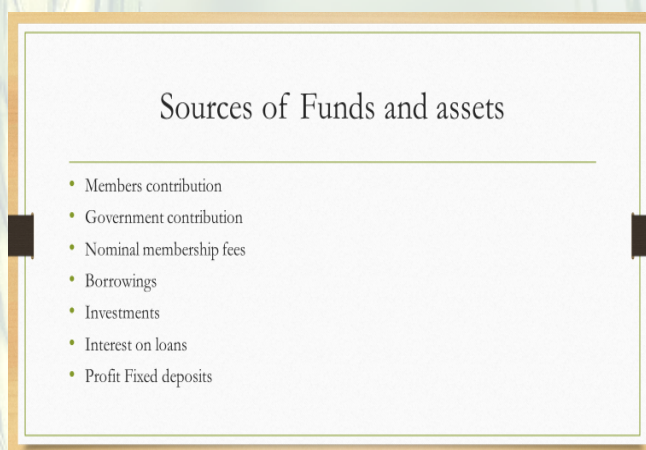 Sources of Funds and assets
• Members contribution
• Government contribution
• Nominal membership fees
• Borrowings
• Investments
• Interest on loans
• Profit Fixed deposits